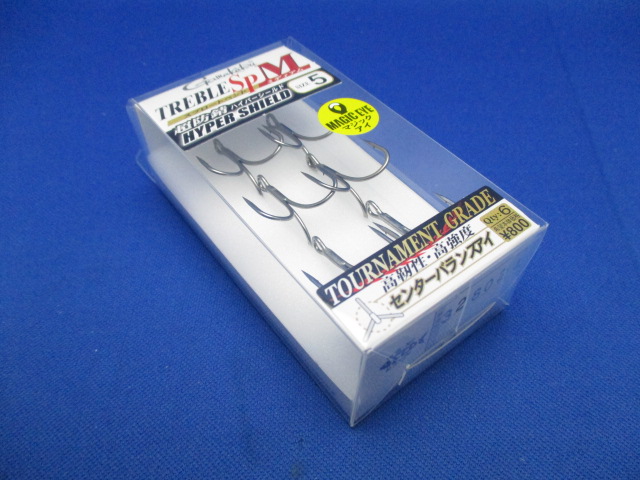 Gamakatsu
TREBLE SP M
超防錆 ハイパーシールド
HYPER SHIELD
5
MAGIC EYE
マジック
アイ
TOURNAMENT GRADE
高靭性・高強度
Qty: 6
¥800
センターバランスアイ